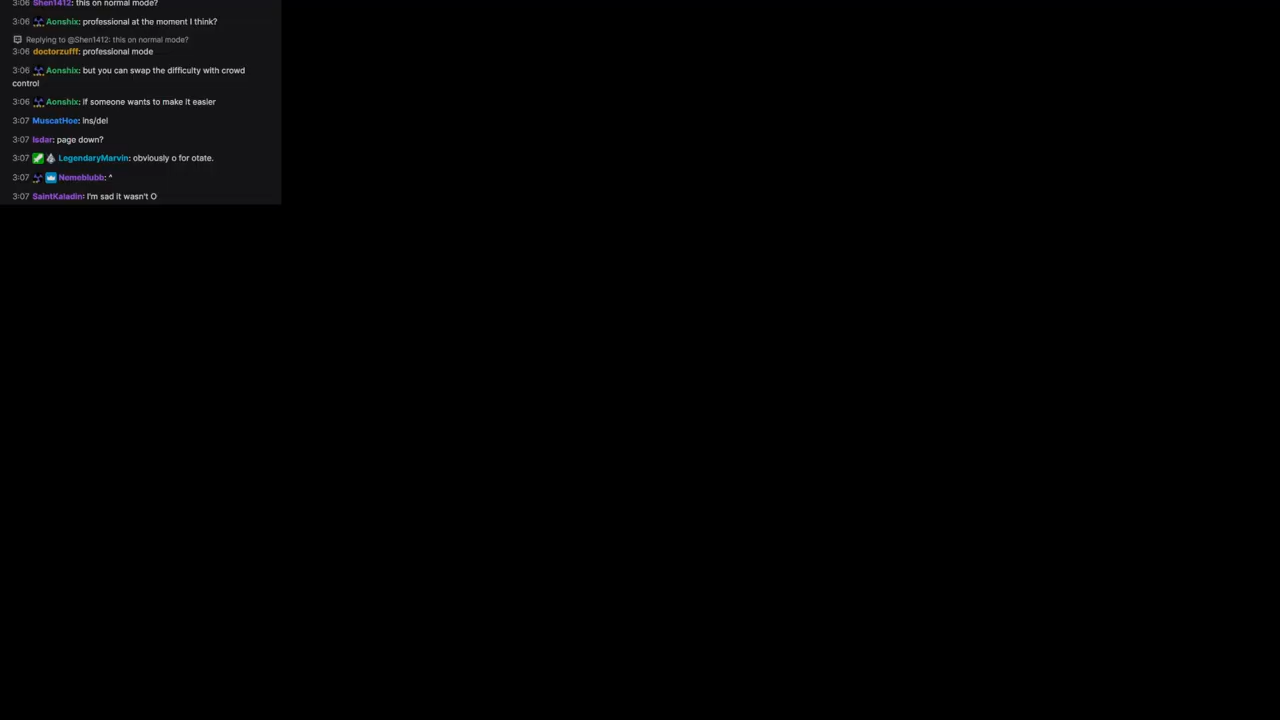 3:06 Shen1412: this on normal mode?
3:06 Aonshix: professional at the moment I think?
Replying to @Shen1412: this on normal mode?
3:06 doctorzufff: professional mode
3:06 Aonshix: but you can swap the difficulty with crowd
control
3:06 Aonshix: if someone wants to make it easier
3:07 MuscatHoe: Ins/del
3:07 Isdar: page down?
3:07 LegendaryMarvin: obviously o for otate.
3:07 Nemeblubb: ^
3:07 SaintKaladin: I'm sad it wasn't O